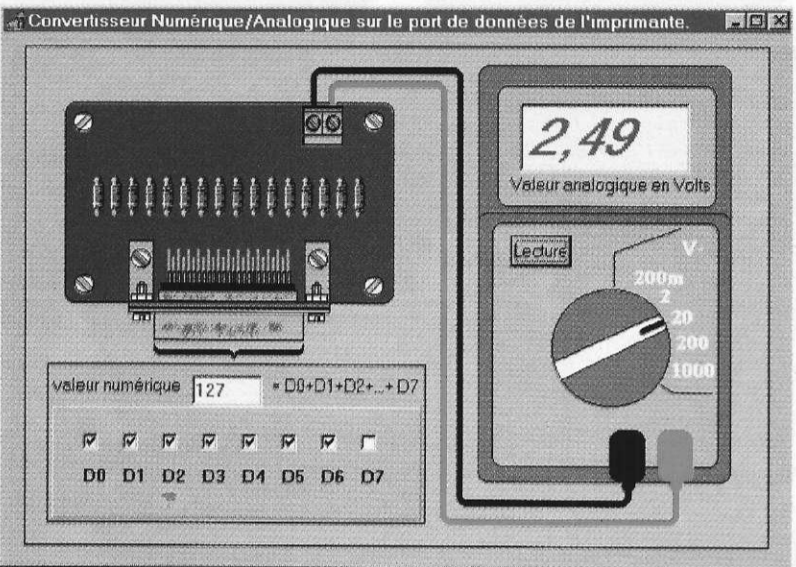 Convertisseur Numérique/Analogique sur le port de données de l'imprimante.
2,49
Valeur analogique en Volts
Lecture
V
200m
2
20
200
1000
valeur numérique 127 = D0+D1+D2+...+ D7
D0 D1 D2 D3 D4 D5 D6 D7